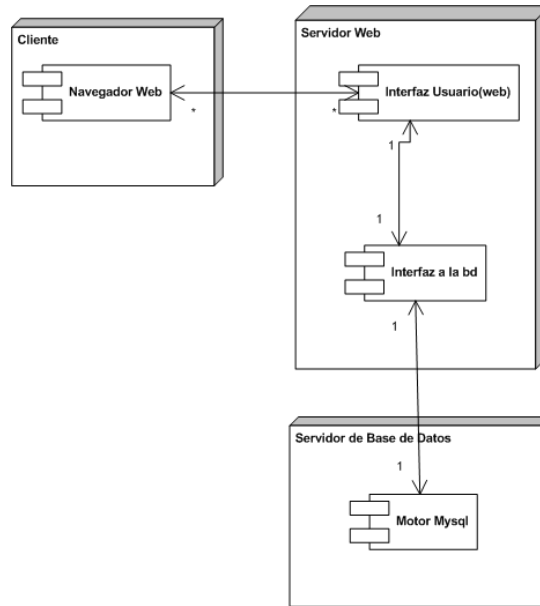 Cliente
Navegador Web
*
Servidor Web
Interfaz Usuario(web)
*
1
1
Interfaz a la bd
1
Servidor de Base de Datos
1
Motor Mysql